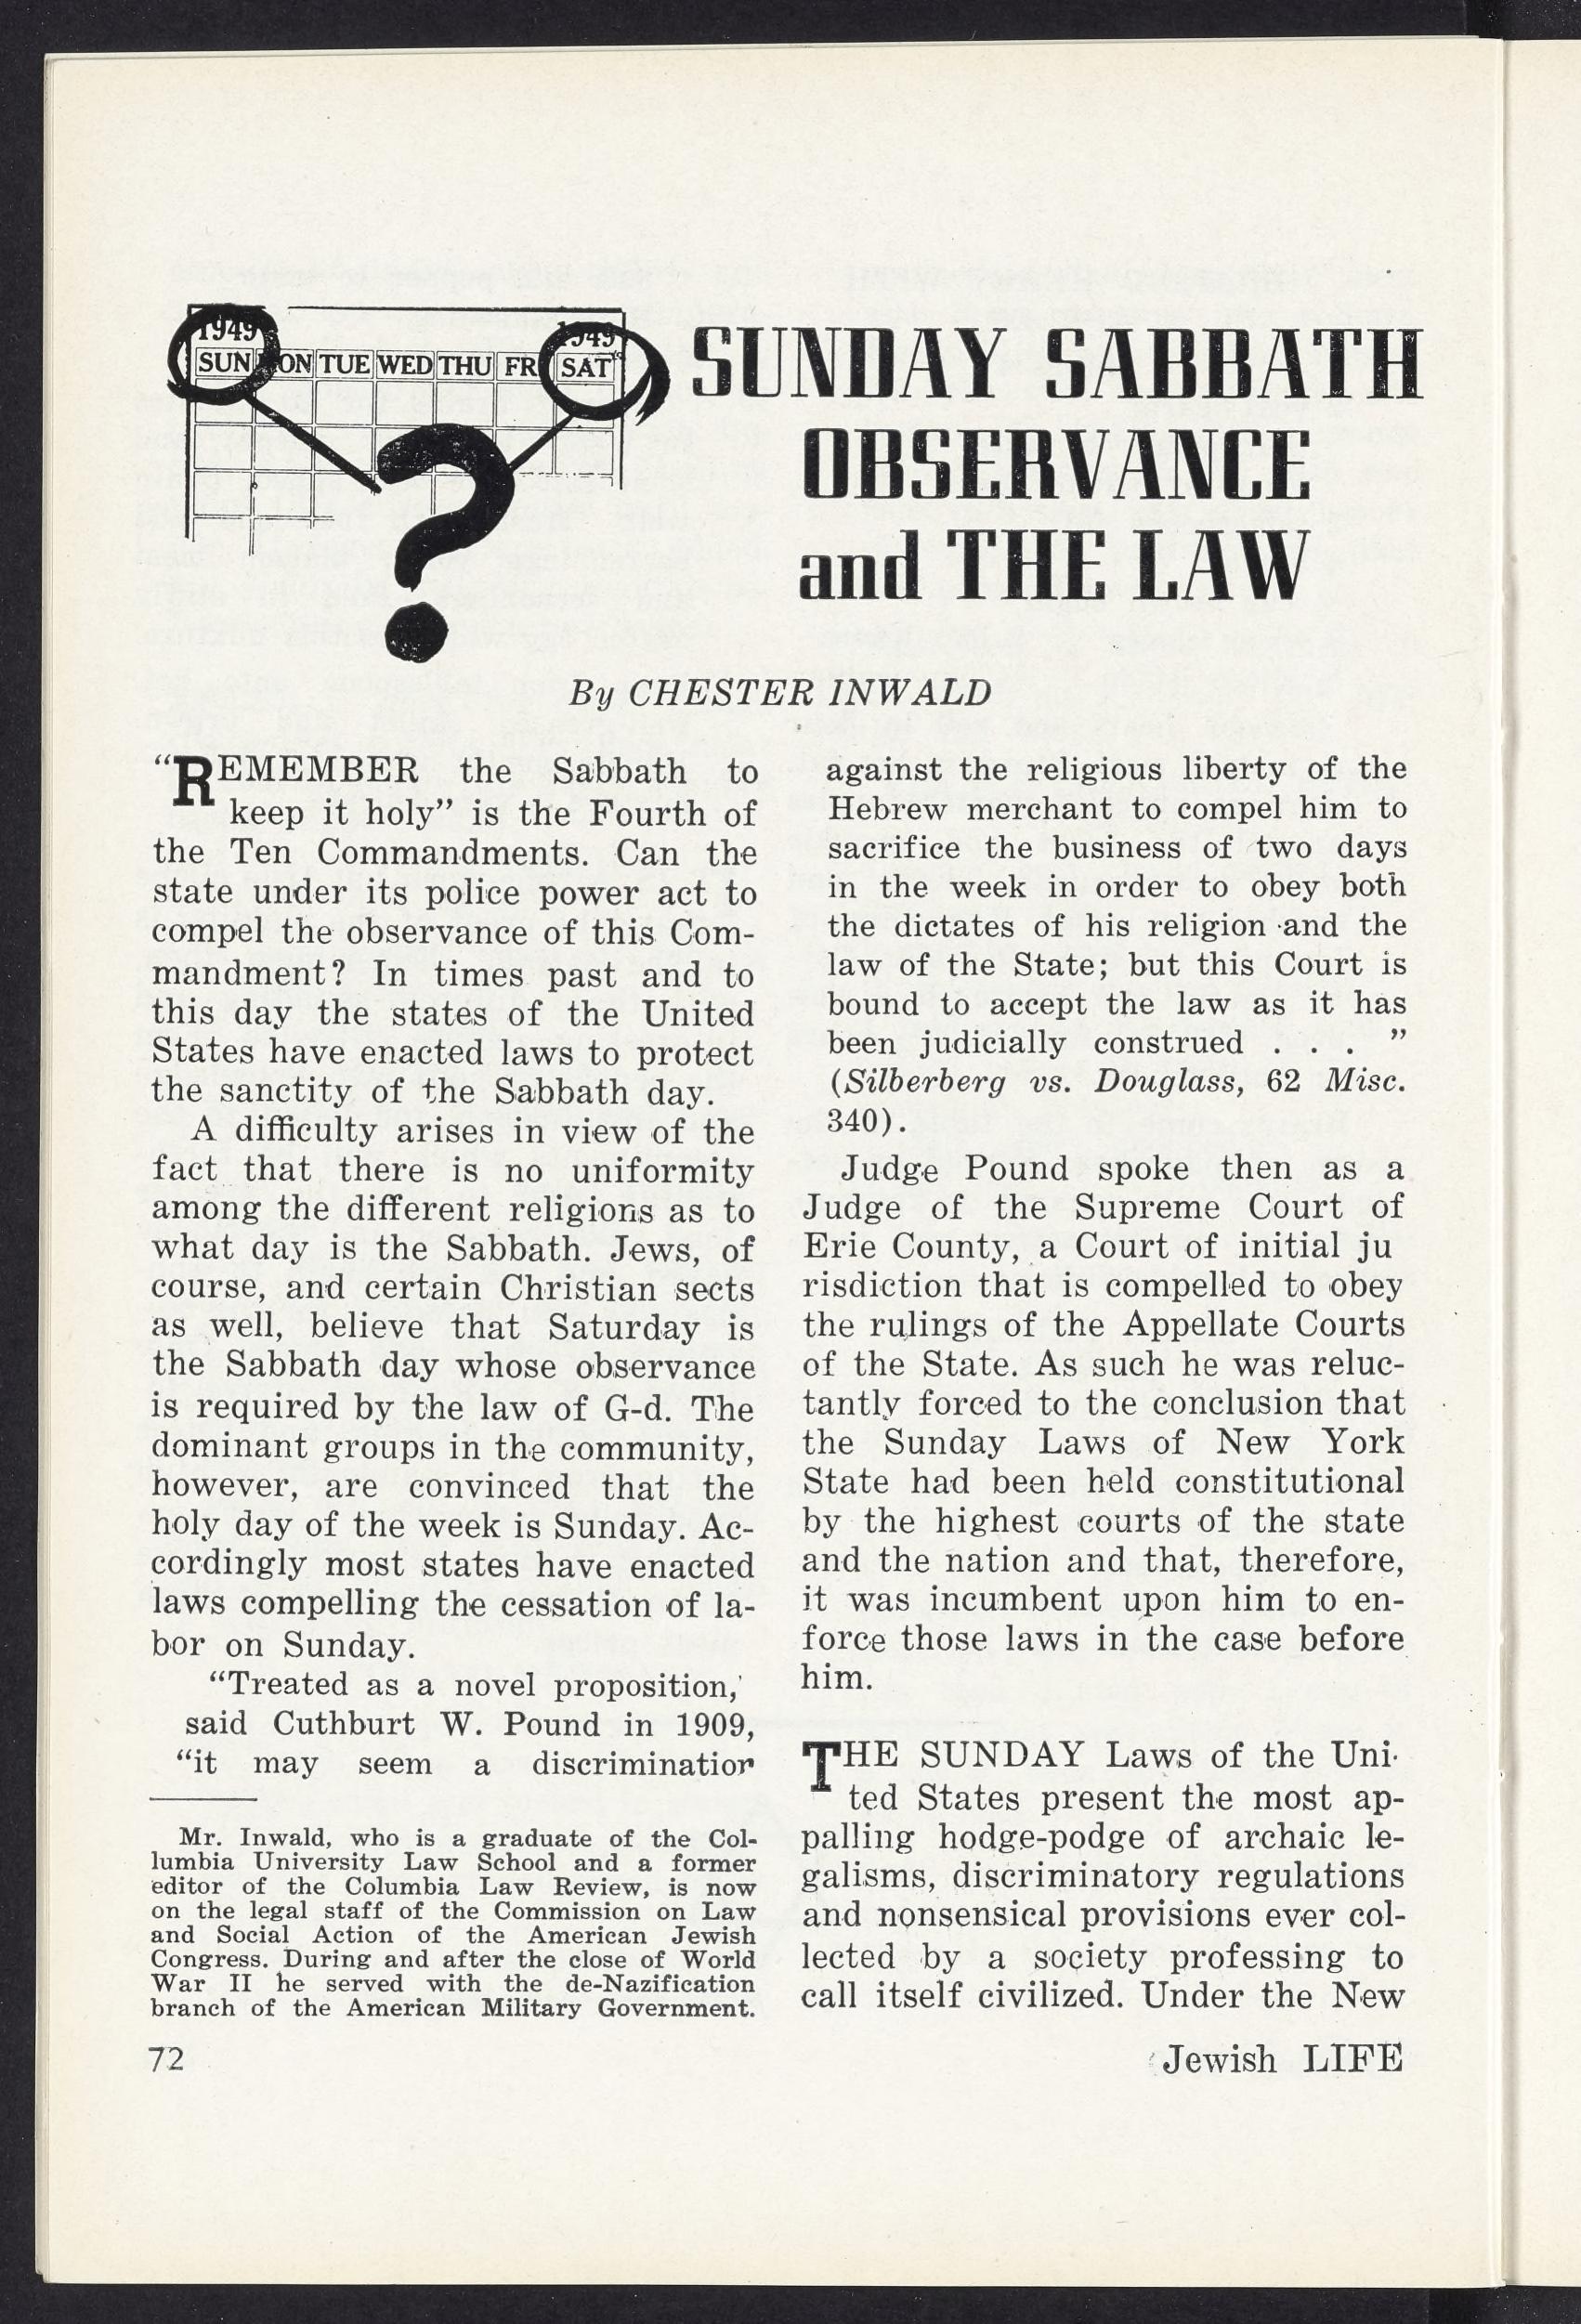 1949 1949
SUN MON TUE WED THU FR SAT
SUNDAY SABBATH
OBSERVANCE
and THE LAW
By CHESTER INWALD
“REMEMBER the Sabbath to
keep it holy” is the Fourth of
the Ten Commandments. Can the
state under its police power act to
compel the observance of this Com-
mandment? In times past and to
this day the states of the United
States have enacted laws to protect
the sanctity of the Sabbath day.
A difficulty arises in view of the
fact that there is no uniformity
among the different religions as to
what day is the Sabbath. Jews, of
course, and certain Christian sects
as well, believe that Saturday is
the Sabbath day whose observance
is required by the law of G-d. The
dominant groups in the community,
however, are convinced that the
holy day of the week is Sunday. Ac-
cordingly most states have enacted
laws compelling the cessation of la-
bor on Sunday.
“Treated as a novel proposition,’
said Cuthburt W. Pound in 1909,
“it may seem a discrimination
Mr. Inwald, who is a graduate of the Col-
lumbia University Law School and a former
editor of the Columbia Law Review, is now
on the legal staff of the Commission on Law
and Social Action of the American Jewish
Congress. During and after the close of World
War II he served with the de-Nazification
branch of the American Military Government.
against the religious liberty of the
Hebrew merchant to compel him to
sacrifice the business of two days
in the week in order to obey both
the dictates of his religion and the
law of the State; but this Court is
bound to accept the law as it has
been judicially construed . . . ”
(Silberberg vs. Douglass, 62 Misc.
340).
Judge Pound spoke then as a
Judge of the Supreme Court of
Erie County, a Court of initial ju
risdiction that is compelled to obey
the rulings of the Appellate Courts
of the State. As such he was reluc-
tantly forced to the conclusion that
the Sunday Laws of New York
State had been held constitutional
by the highest courts of the state
and the nation and that, therefore,
it was incumbent upon him to en-
force those laws in the case before
him.
THE SUNDAY Laws of the Uni-
ted States present the most ap-
palling hodge-podge of archaic le-
galisms, discriminatory regulations
and nonsensical provisions ever col-
lected by a society professing to
call itself civilized. Under the New
72
Jewish LIFE